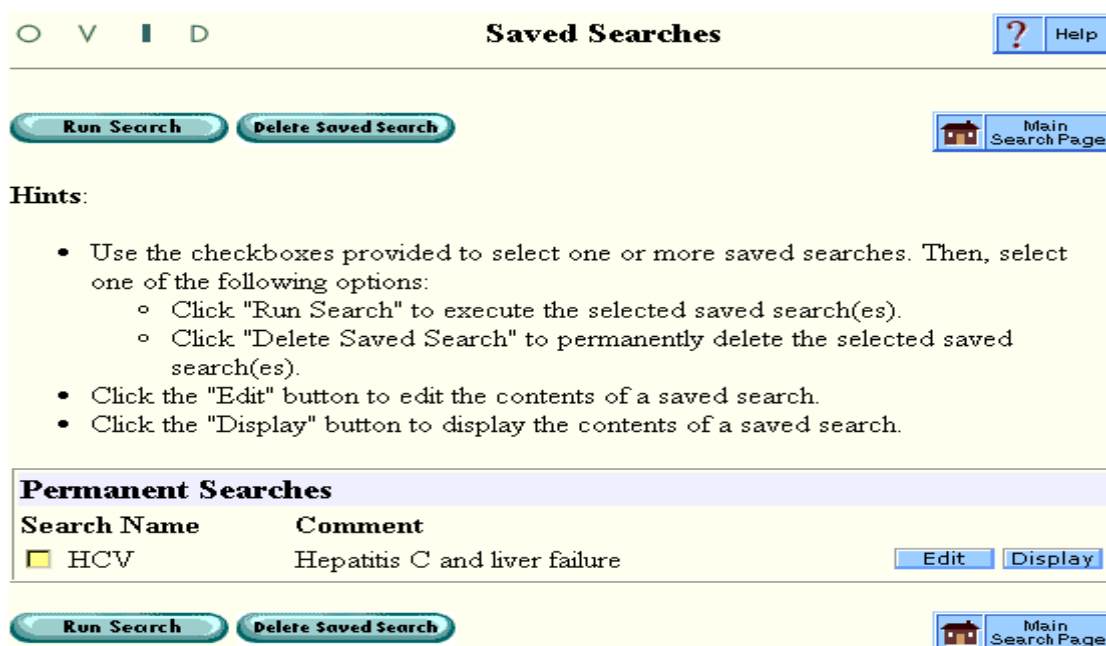 O V I D Saved Searches ? Help
Run Search Delete Saved Search Main Search Page
Hints:
• Use the checkboxes provided to select one or more saved searches. Then, select
one of the following options:
◦ Click "Run Search" to execute the selected saved search(es).
◦ Click "Delete Saved Search" to permanently delete the selected saved
search(es).
• Click the "Edit" button to edit the contents of a saved search.
• Click the "Display" button to display the contents of a saved search.
Permanent Searches
Search Name Comment
HCV Hepatitis C and liver failure Edit Display
Run Search Delete Saved Search Main Search Page